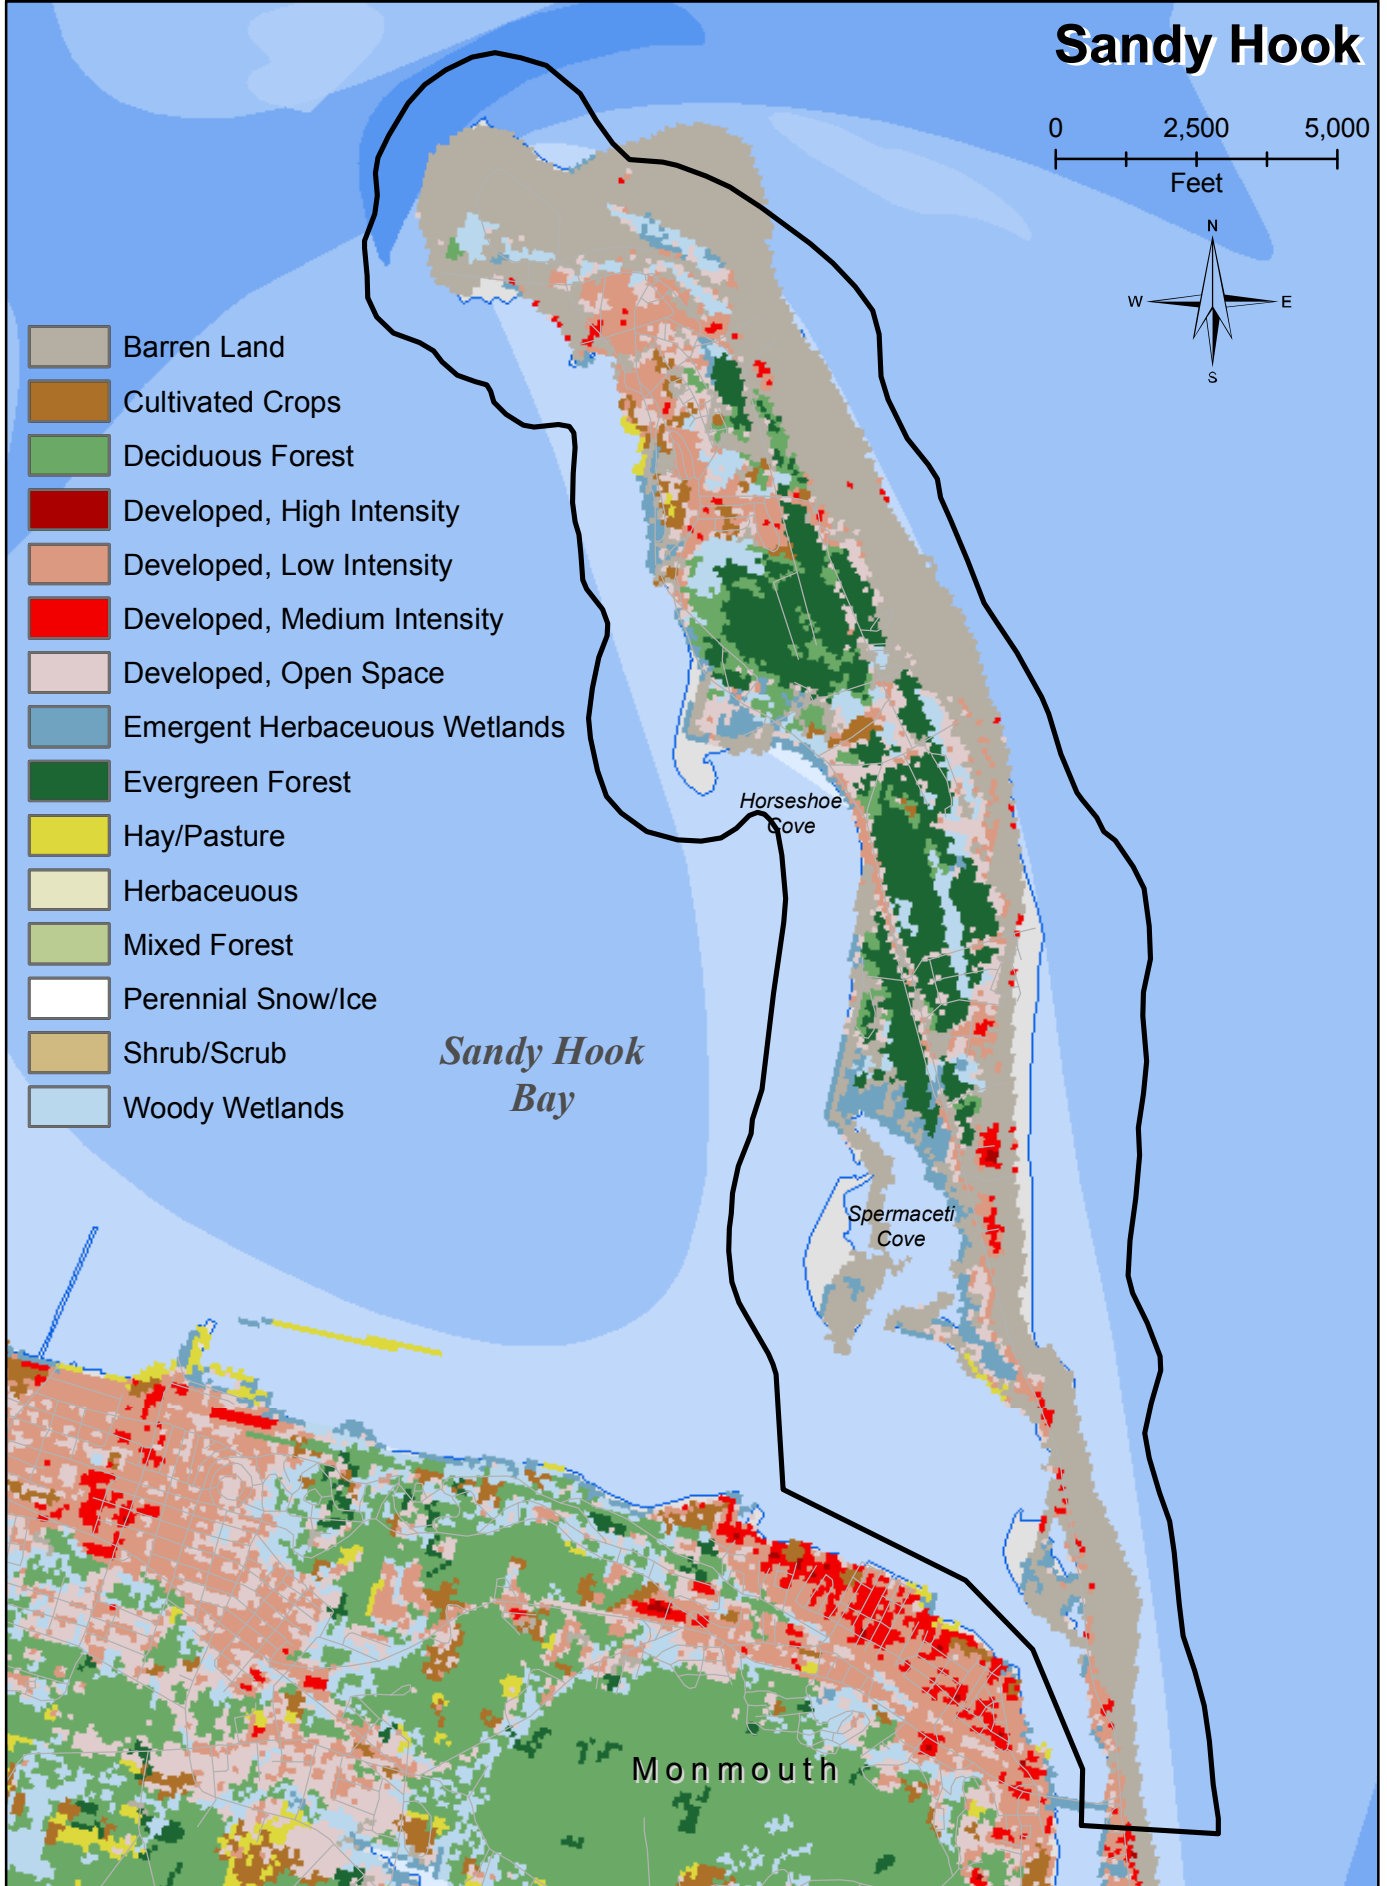 Sandy Hook
0 2,500 5,000
Feet
N
W E
S
Barren Land
Cultivated Crops
Deciduous Forest
Developed, High Intensity
Developed, Low Intensity
Developed, Medium Intensity
Developed, Open Space
Emergent Herbaceuous Wetlands
Evergreen Forest
Hay/Pasture
Herbaceuous
Mixed Forest
Perennial Snow/Ice
Shrub/Scrub
Woody Wetlands
Horseshoe
Cove
Sandy Hook
Bay
Spermaceti
Cove
Monmouth